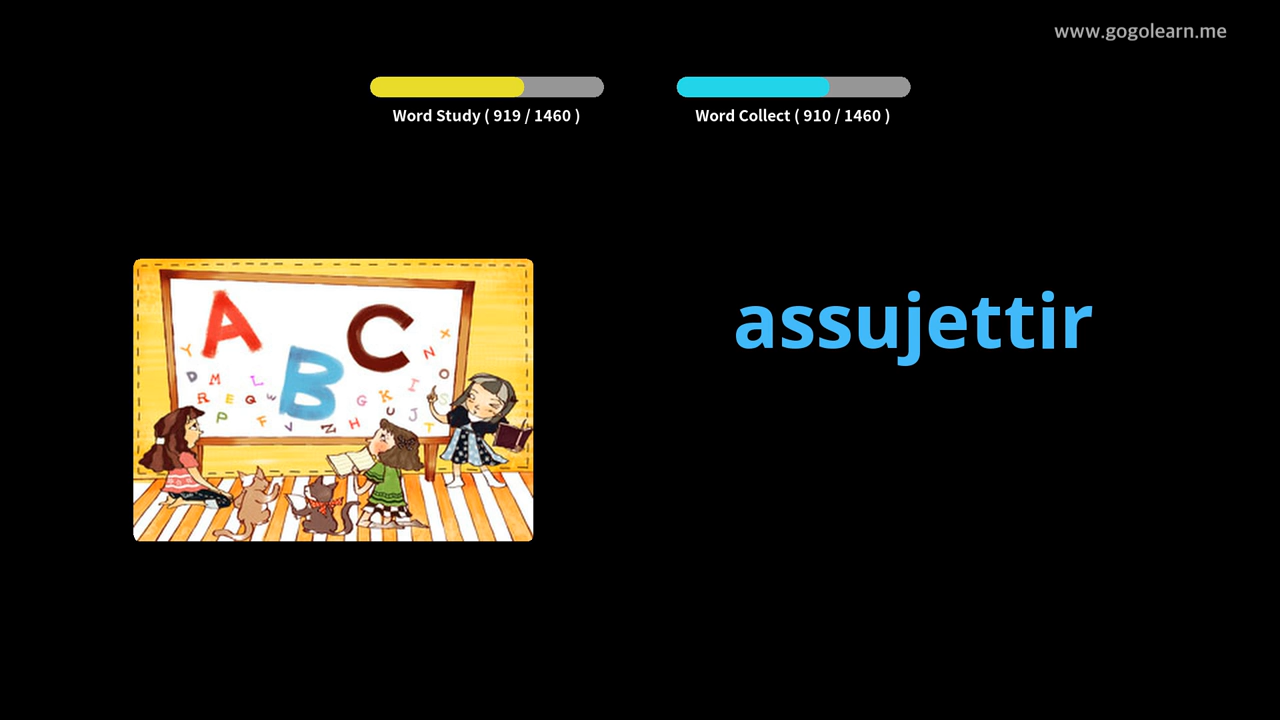 www.gogolearn.me
Word Study ( 919 / 1460 )
Word Collect ( 910 / 1460 )
assujettir
A
B
C
X
Y
N
D M L O
R E Q W G K I S
P F V Z H U J T